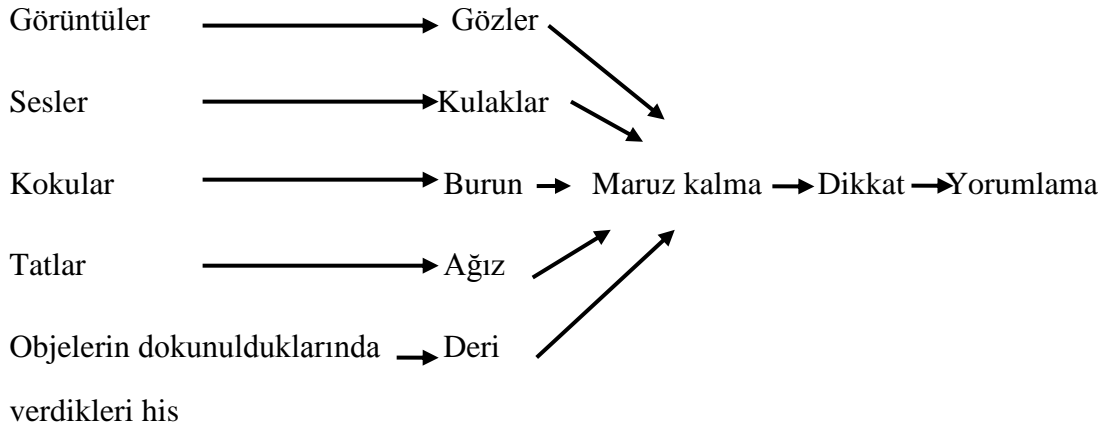 Görüntüler Gözler
Sesler Kulaklar
Kokular Burun Maruz kalma Dikkat Yorumlama
Tatlar Ağız
Objelerin dokunulduklarında Deri
verdikleri his